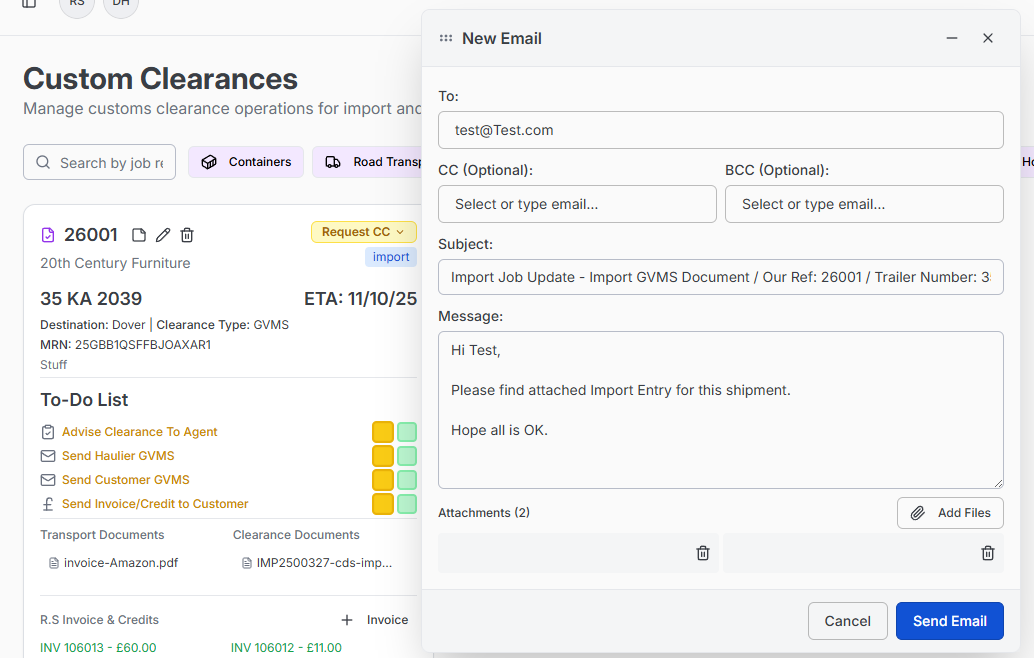 RS DH
Custom Clearances
Manage customs clearance operations for import and
Search by job re
Containers
Road Transp
Ho
26001
Request CC
20th Century Furniture
import
35 KA 2039
ETA: 11/10/25
Destination: Dover | Clearance Type: GVMS
MRN: 25GBB1QSFFBJOAXAR1
Stuff
To-Do List
Advise Clearance To Agent
Send Haulier GVMS
Send Customer GVMS
Send Invoice/Credit to Customer
Transport Documents
Clearance Documents
invoice-Amazon.pdf
IMP2500327-cds-imp...
R.S Invoice & Credits
+ Invoice
INV 106013 - £60.00
INV 106012 - £11.00
New Email
To:
test@Test.com
CC (Optional):
BCC (Optional):
Select or type email...
Select or type email...
Subject:
Import Job Update - Import GVMS Document / Our Ref: 26001 / Trailer Number: 35
Message:
Hi Test,
Please find attached Import Entry for this shipment.
Hope all is OK.
Attachments (2)
Add Files
Cancel
Send Email